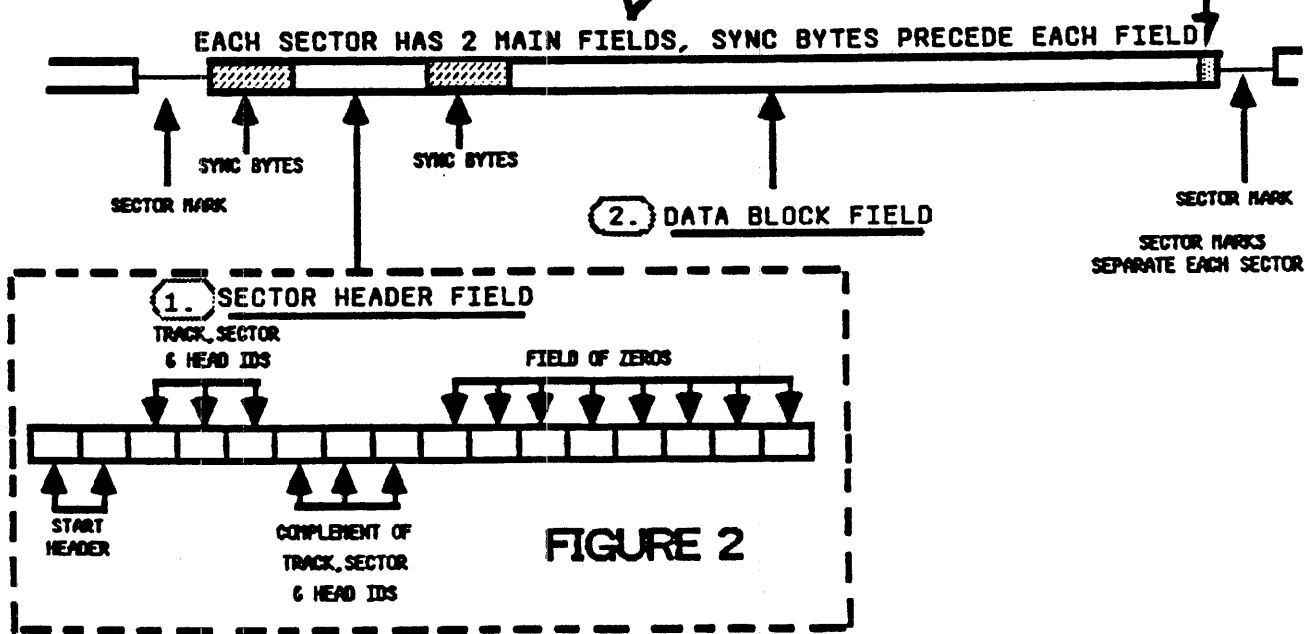 EACH SECTOR HAS 2 MAIN FIELDS, SYNC BYTES PRECEDE EACH FIELD
SYNC BYTES
SYNC BYTES
SECTOR MARK
SECTOR MARK
2. DATA BLOCK FIELD
SECTOR MARKS
SEPARATE EACH SECTOR
1. SECTOR HEADER FIELD
TRACK, SECTOR
& HEAD IDS
FIELD OF ZEROS
START
HEADER
COMPLEMENT OF
TRACK, SECTOR
& HEAD IDS
FIGURE 2